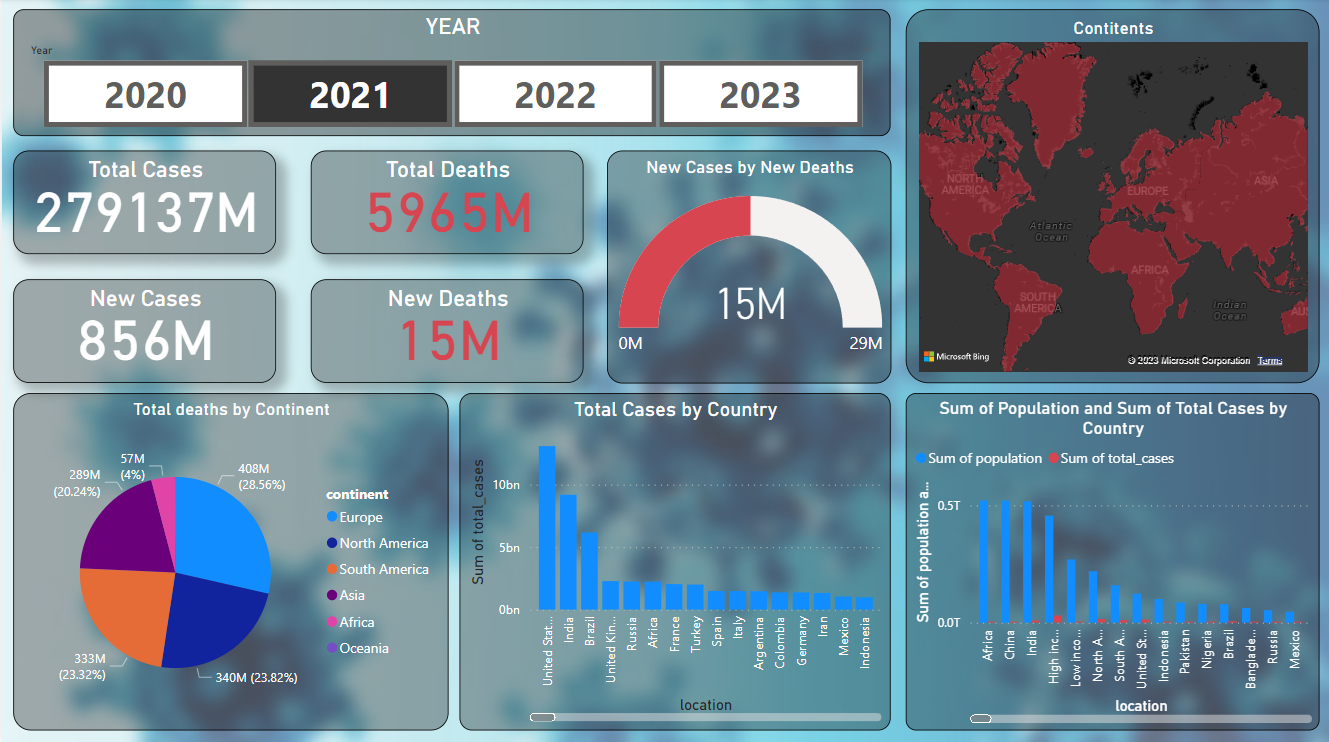 YEAR
Year
2020
2021
2022
2023
Total Cases
279137M
Total Deaths
5965M
New Cases
856M
New Deaths
15M
New Cases by New Deaths
15M
0M
29M
Contitents
NORTH
AMERICA
EUROPE
ASIA
Atlantic
Ocean
AFRICA
SOUTH
AMERICA
Indian
Ocean
AUS
Microsoft Bing
© 2023 Microsoft Corporation Terms
Total deaths by Continent
57M
(4%)
408M
(28.56%)
289M
(20.24%)
333M
(23.32%)
340M (23.82%)
continent
Europe
North America
South America
Asia
Africa
Oceania
Total Cases by Country
Sum of total_cases
10bn
5bn
0bn
United Stat...
India
Brazil
United Kin...
Russia
Africa
France
Turkey
Spain
Italy
Argentina
Colombia
Germany
Iran
Mexico
Indonesia
location
Sum of Population and Sum of Total Cases by
Country
Sum of population
Sum of total_cases
Sum of population a...
0.5T
0.0T
Africa
China
India
High Inc...
Low inco...
North A...
South A...
United St...
Indonesia
Pakistan
Nigeria
Brazil
Banglade...
Russia
Mexico
location